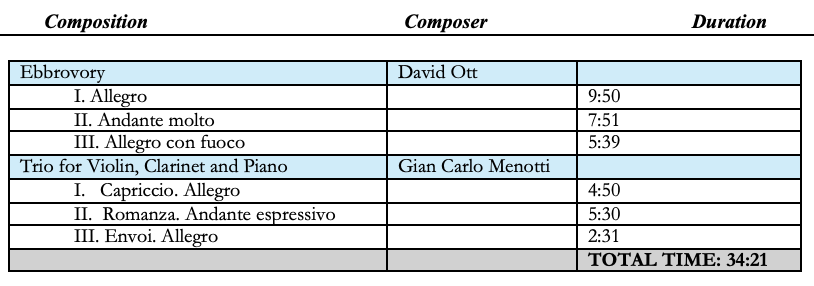 Composition Composer Duration
Ebbrovory David Ott
I. Allegro 9:50
II. Andante molto 7:51
III. Allegro con fuoco 5:39
Trio for Violin, Clarinet and Piano Gian Carlo Menotti
I. Capriccio. Allegro 4:50
II. Romanza. Andante espressivo 5:30
III. Envoi. Allegro 2:31
TOTAL TIME: 34:21